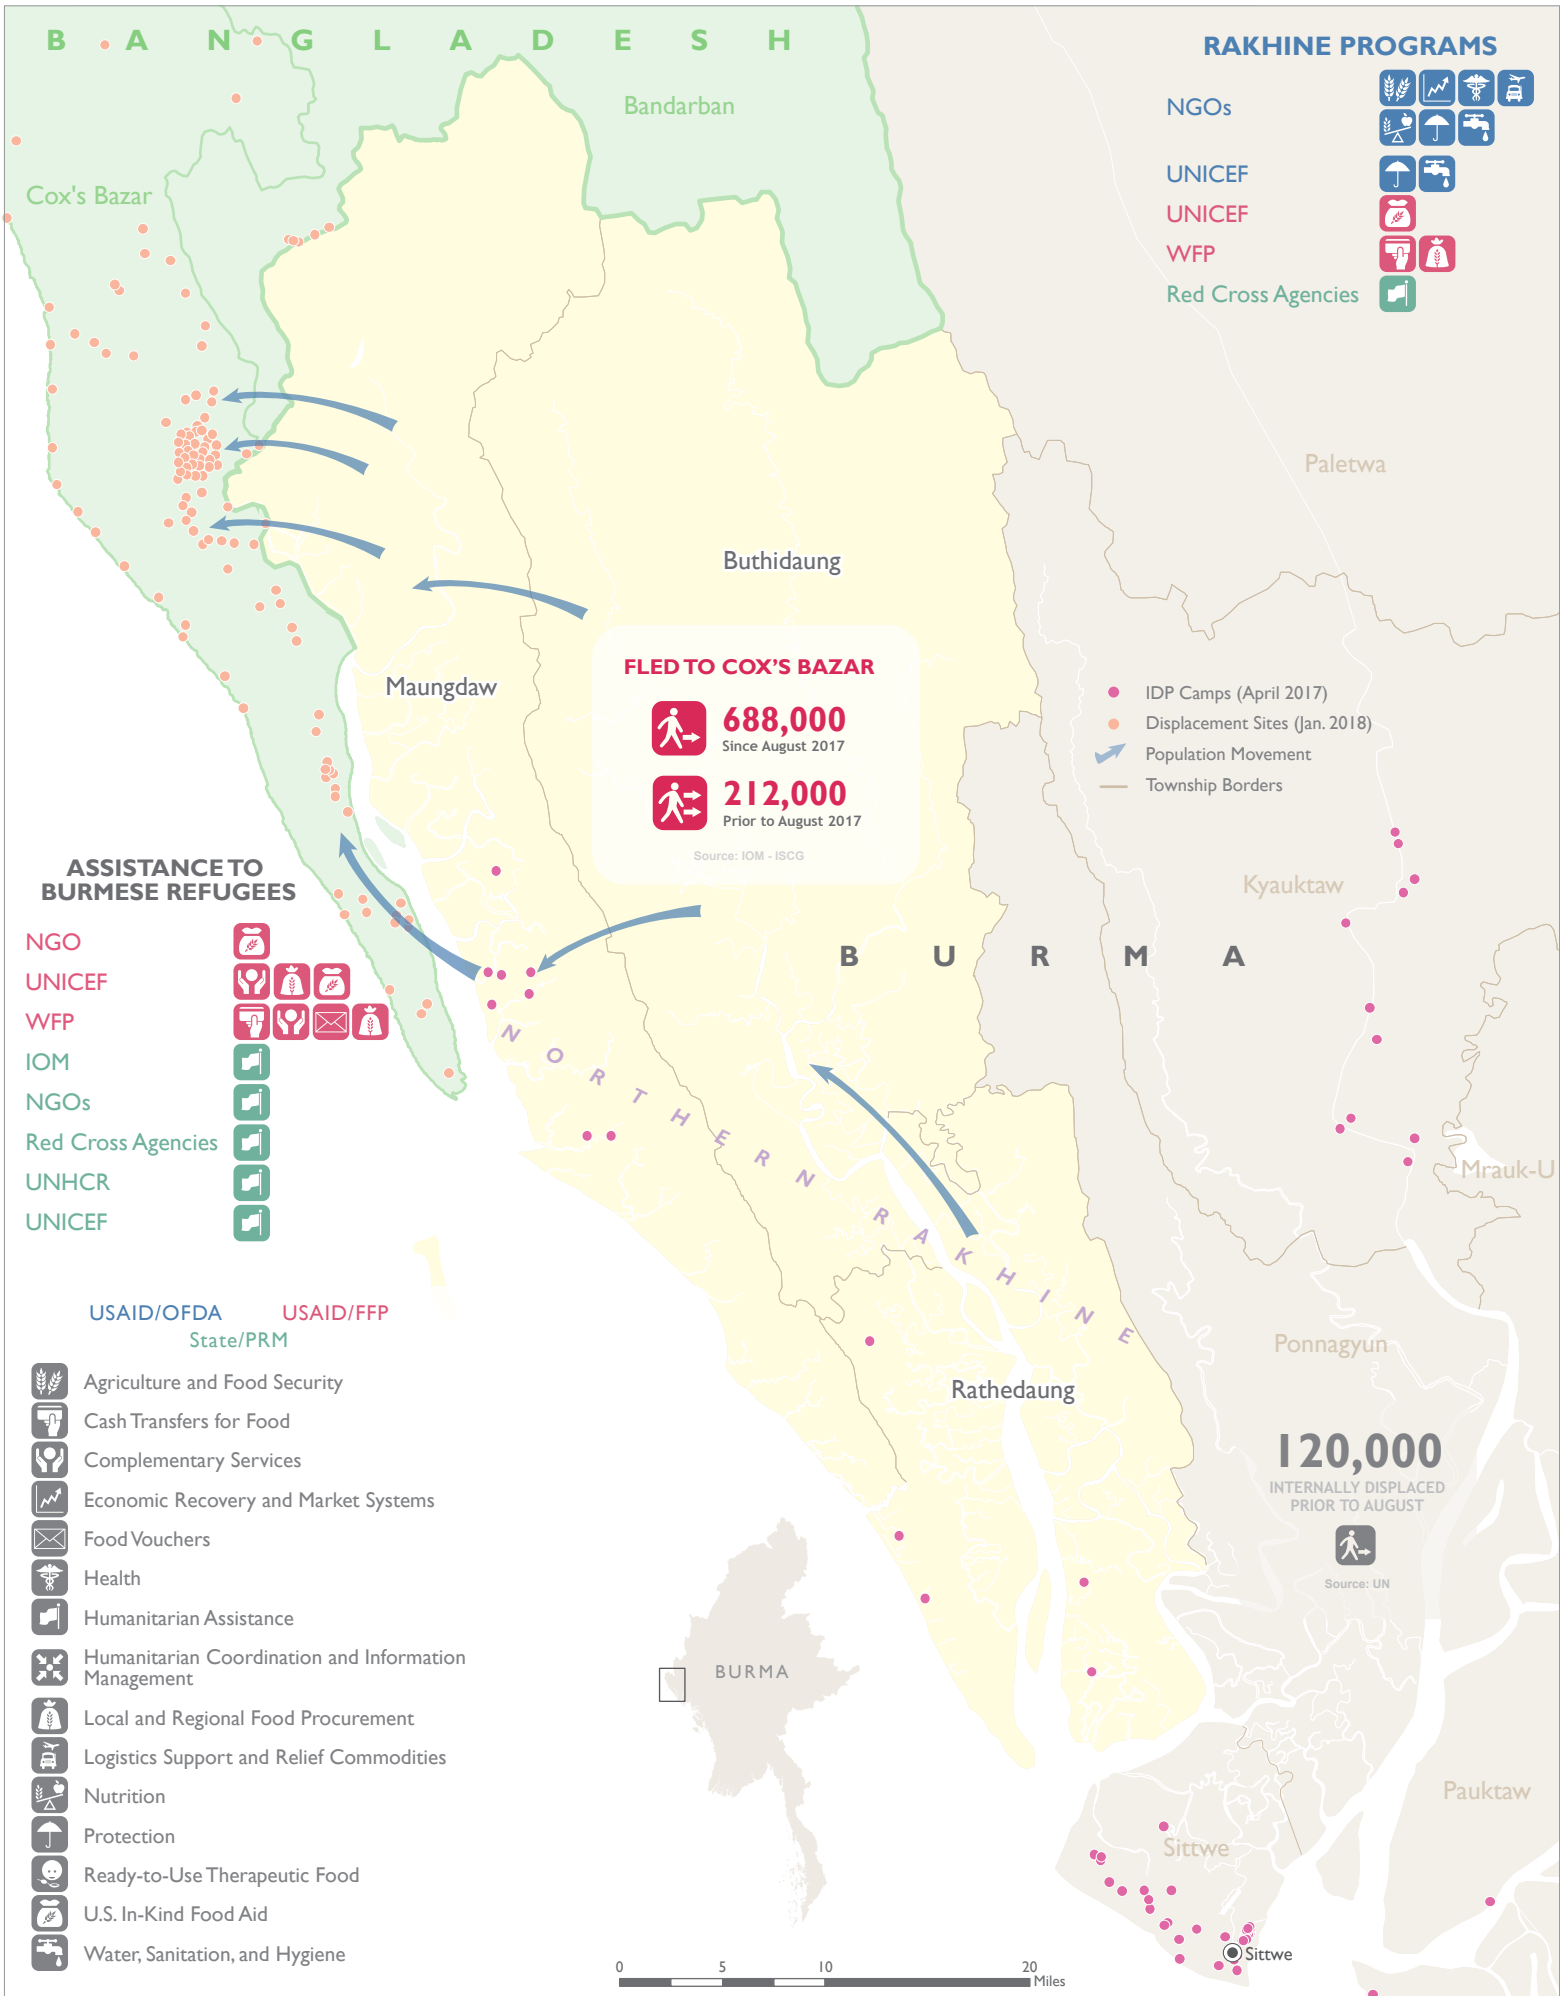 BANGLADESH
Bandarban
Cox's Bazar
RAKHINE PROGRAMS
NGOs
UNICEF
UNICEF
WFP
Red Cross Agencies
Paletwa
Buthidaung
Maungdaw
FLED TO COX'S BAZAR
688,000
Since August 2017
212,000
Prior to August 2017
Source: IOM - ISCG
IDP Camps (April 2017)
Displacement Sites (Jan. 2018)
Population Movement
Township Borders
Kyauktaw
BURMA
ASSISTANCE TO
BURMESE REFUGEES
NGO
UNICEF
WFP
IOM
NGOs
Red Cross Agencies
UNHCR
UNICEF
NORTHERN RAKHINE
Mrauk-U
Ponnagyun
Rathedaung
120,000
INTERNALLY DISPLACED
PRIOR TO AUGUST
Source: UN
USAID/OFDA
USAID/FFP
State/PRM
Agriculture and Food Security
Cash Transfers for Food
Complementary Services
Economic Recovery and Market Systems
Food Vouchers
Health
Humanitarian Assistance
Humanitarian Coordination and Information
Management
Local and Regional Food Procurement
Logistics Support and Relief Commodities
Nutrition
Protection
Ready-to-Use Therapeutic Food
U.S. In-Kind Food Aid
Water, Sanitation, and Hygiene
BURMA
Pauktaw
Sittwe
Sittwe
0 5 10 20
Miles